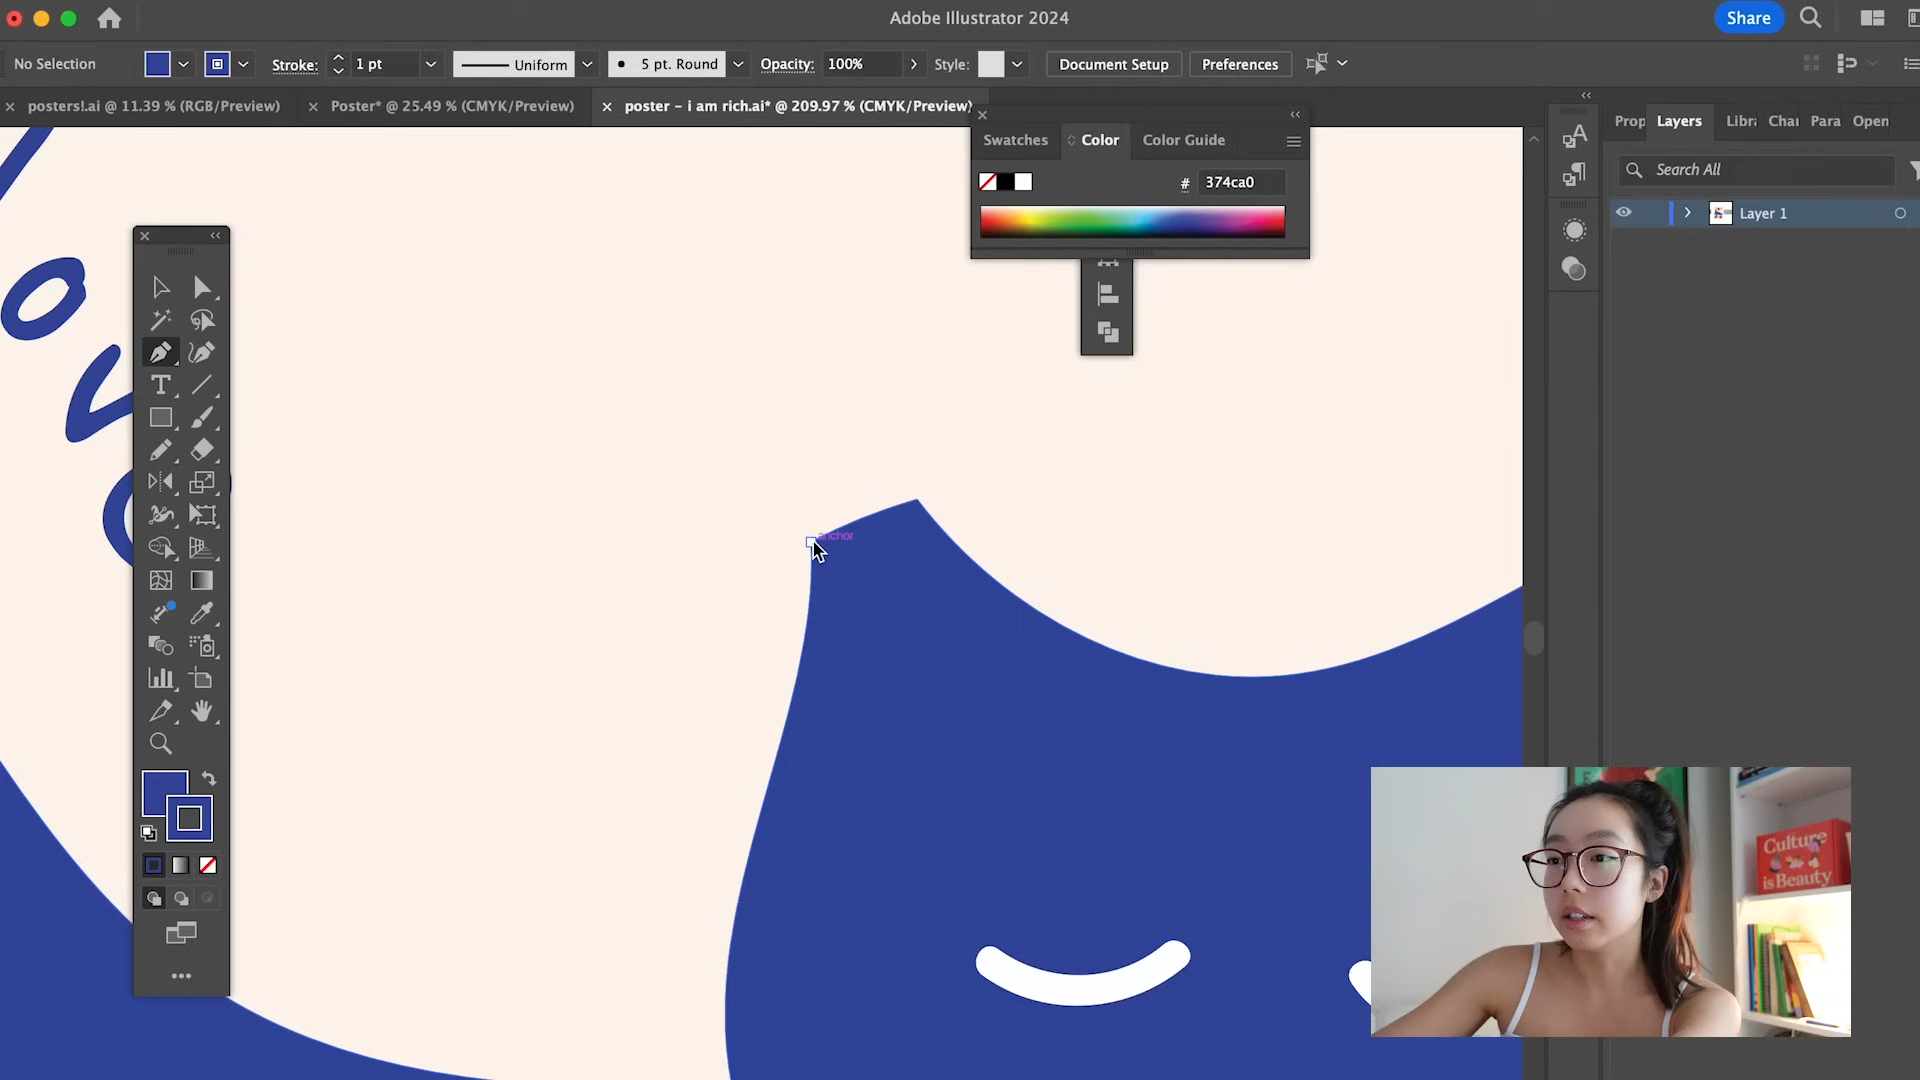 Adobe Illustrator 2024
Share
No Selection
Stroke:
1 pt
Uniform
5 pt. Round
Opacity:
100%
Style:
Document Setup
Preferences
posters!.ai @ 11.39 % (RGB/Preview)
Poster* @ 25.49 % (CMYK/Preview)
poster - i am rich.ai* @ 209.97 % (CMYK/Preview)
Swatches
Color
Color Guide
# 374ca0
Prop
Layers
Libr
Chai
Para
Open
Search All
Layer 1
anchor
Culture
is Beauty